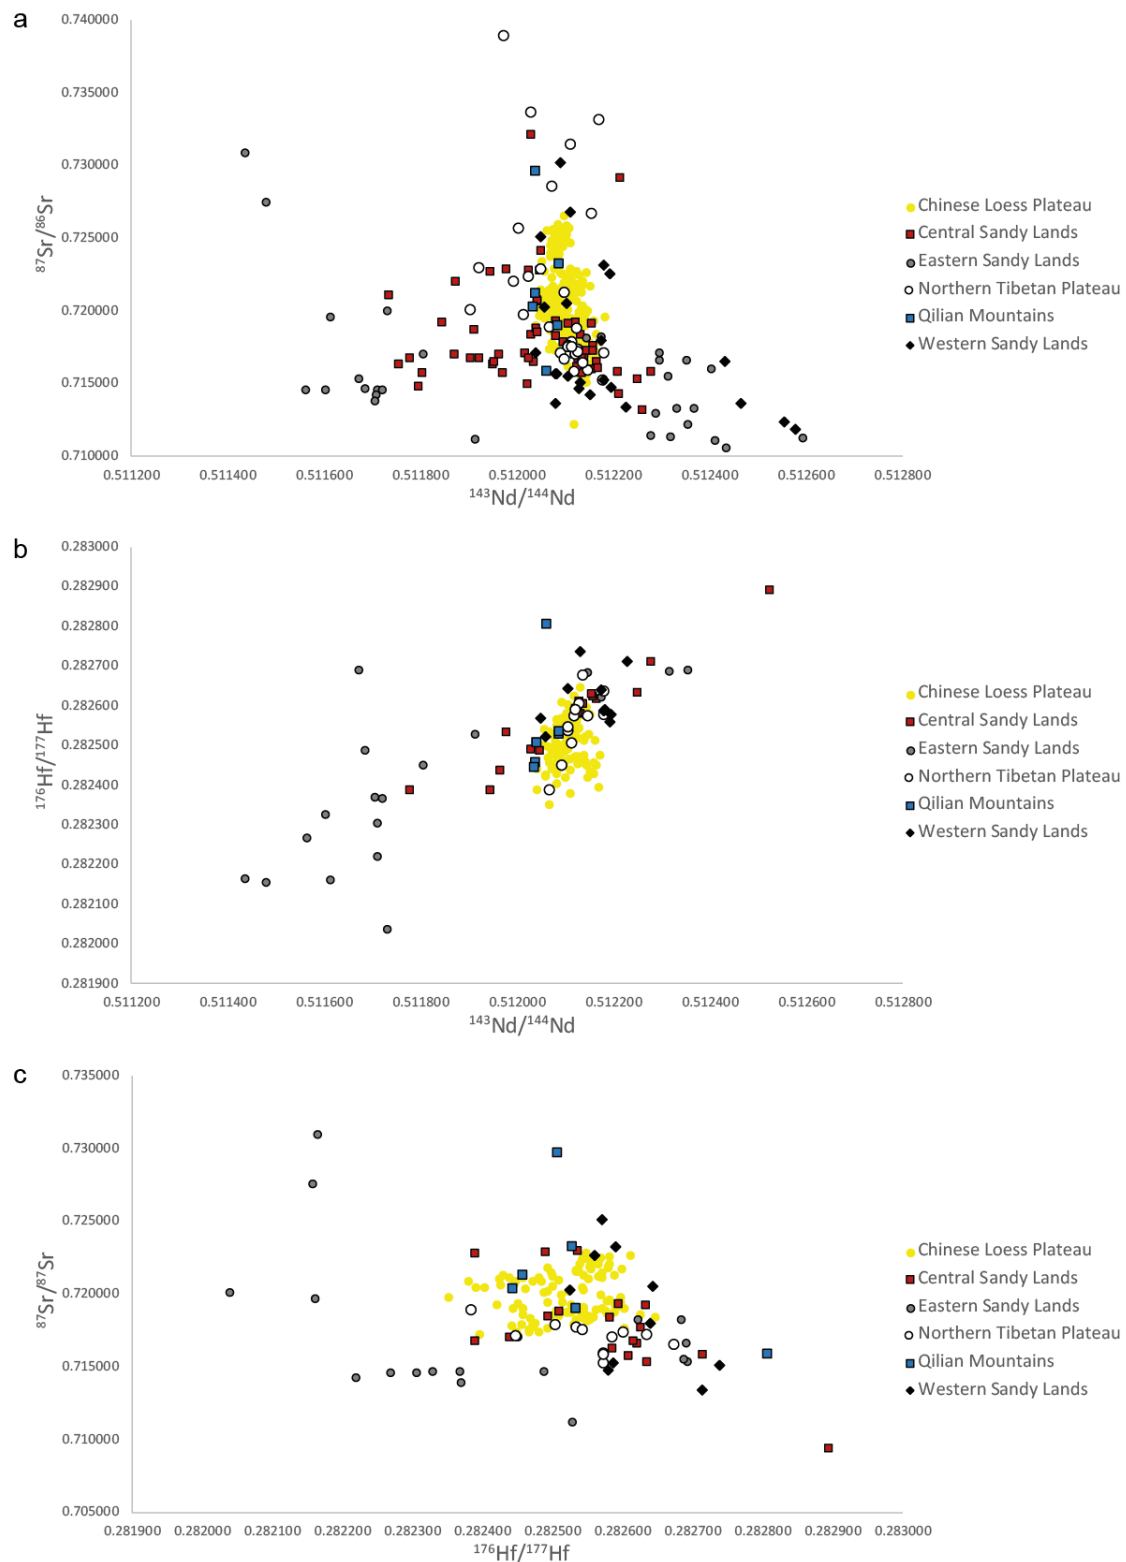 a
0.740000
0.735000
0.730000
0.725000
0.720000
0.715000
0.710000
87Sr/86Sr
0.511200 0.511400 0.511600 0.511800 0.512000 0.512200 0.512400 0.512600 0.512800
143Nd/144Nd
Chinese Loess Plateau
Central Sandy Lands
Eastern Sandy Lands
Northern Tibetan Plateau
Qilian Mountains
Western Sandy Lands
b
0.283000
0.282900
0.282800
0.282700
0.282600
0.282500
0.282400
0.282300
0.282200
0.282100
0.282000
0.281900
176Hf/177Hf
0.511200 0.511400 0.511600 0.511800 0.512000 0.512200 0.512400 0.512600 0.512800
143Nd/144Nd
Chinese Loess Plateau
Central Sandy Lands
Eastern Sandy Lands
Northern Tibetan Plateau
Qilian Mountains
Western Sandy Lands
c
0.735000
0.730000
0.725000
0.720000
0.715000
0.710000
0.705000
87Sr/87Sr
0.281900 0.282000 0.282100 0.282200 0.282300 0.282400 0.282500 0.282600 0.282700 0.282800 0.282900 0.283000
176Hf/177Hf
Chinese Loess Plateau
Central Sandy Lands
Eastern Sandy Lands
Northern Tibetan Plateau
Qilian Mountains
Western Sandy Lands